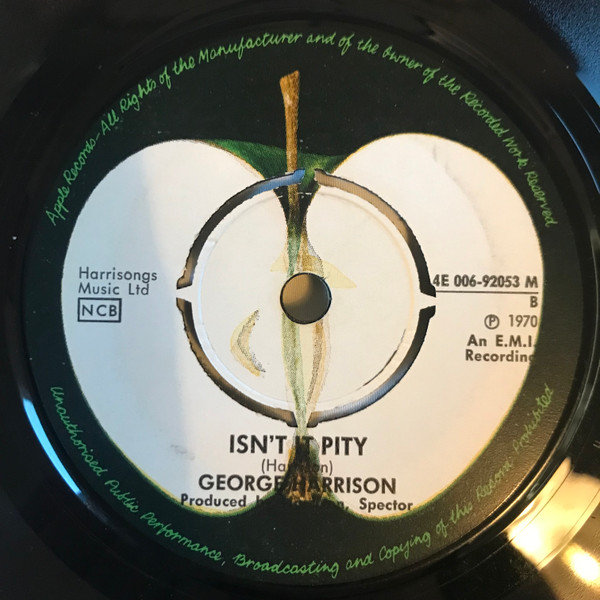 Apple Records-All Rights of the Manufacturer and of the Owner of the Recorded Work Reserved
Harrisongs
Music Ltd
NCB
4E 006-92053 M
B
℗ 1970
An E.M.I.
Recording
ISN'T IT PITY
(Harrison)
GEORGE HARRISON
Produced Spector
Unauthorised Public Performance, Broadcasting and Copying of this Record Prohibited